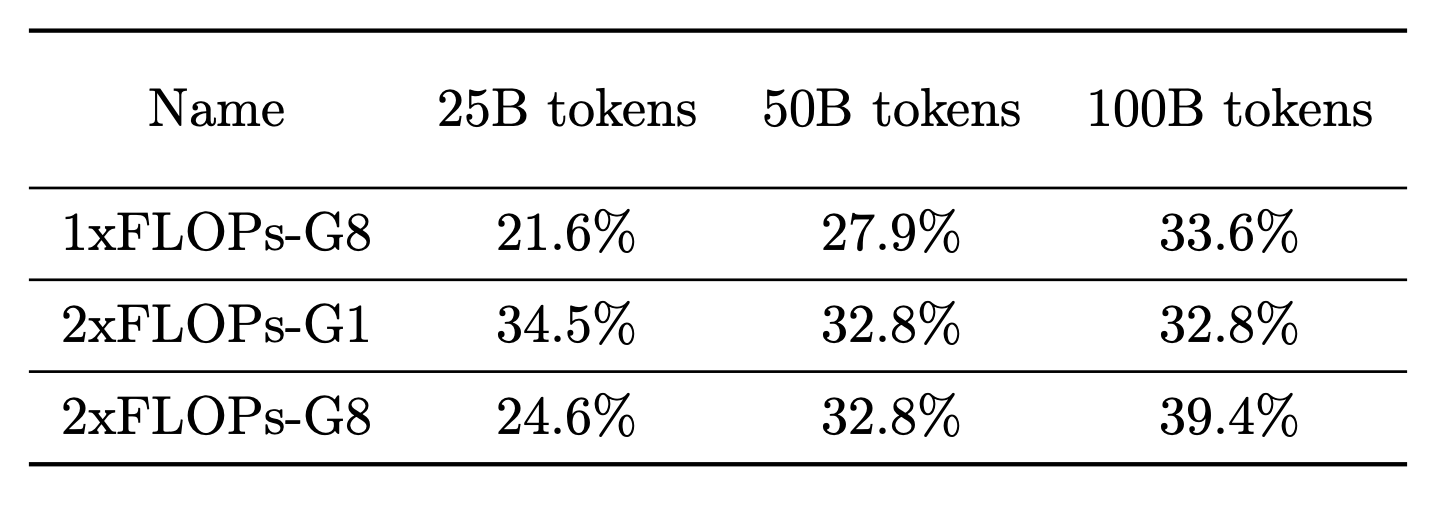 Name 25B tokens 50B tokens 100B tokens
1xFLOPs-G8 21.6% 27.9% 33.6%
2xFLOPs-G1 34.5% 32.8% 32.8%
2xFLOPs-G8 24.6% 32.8% 39.4%